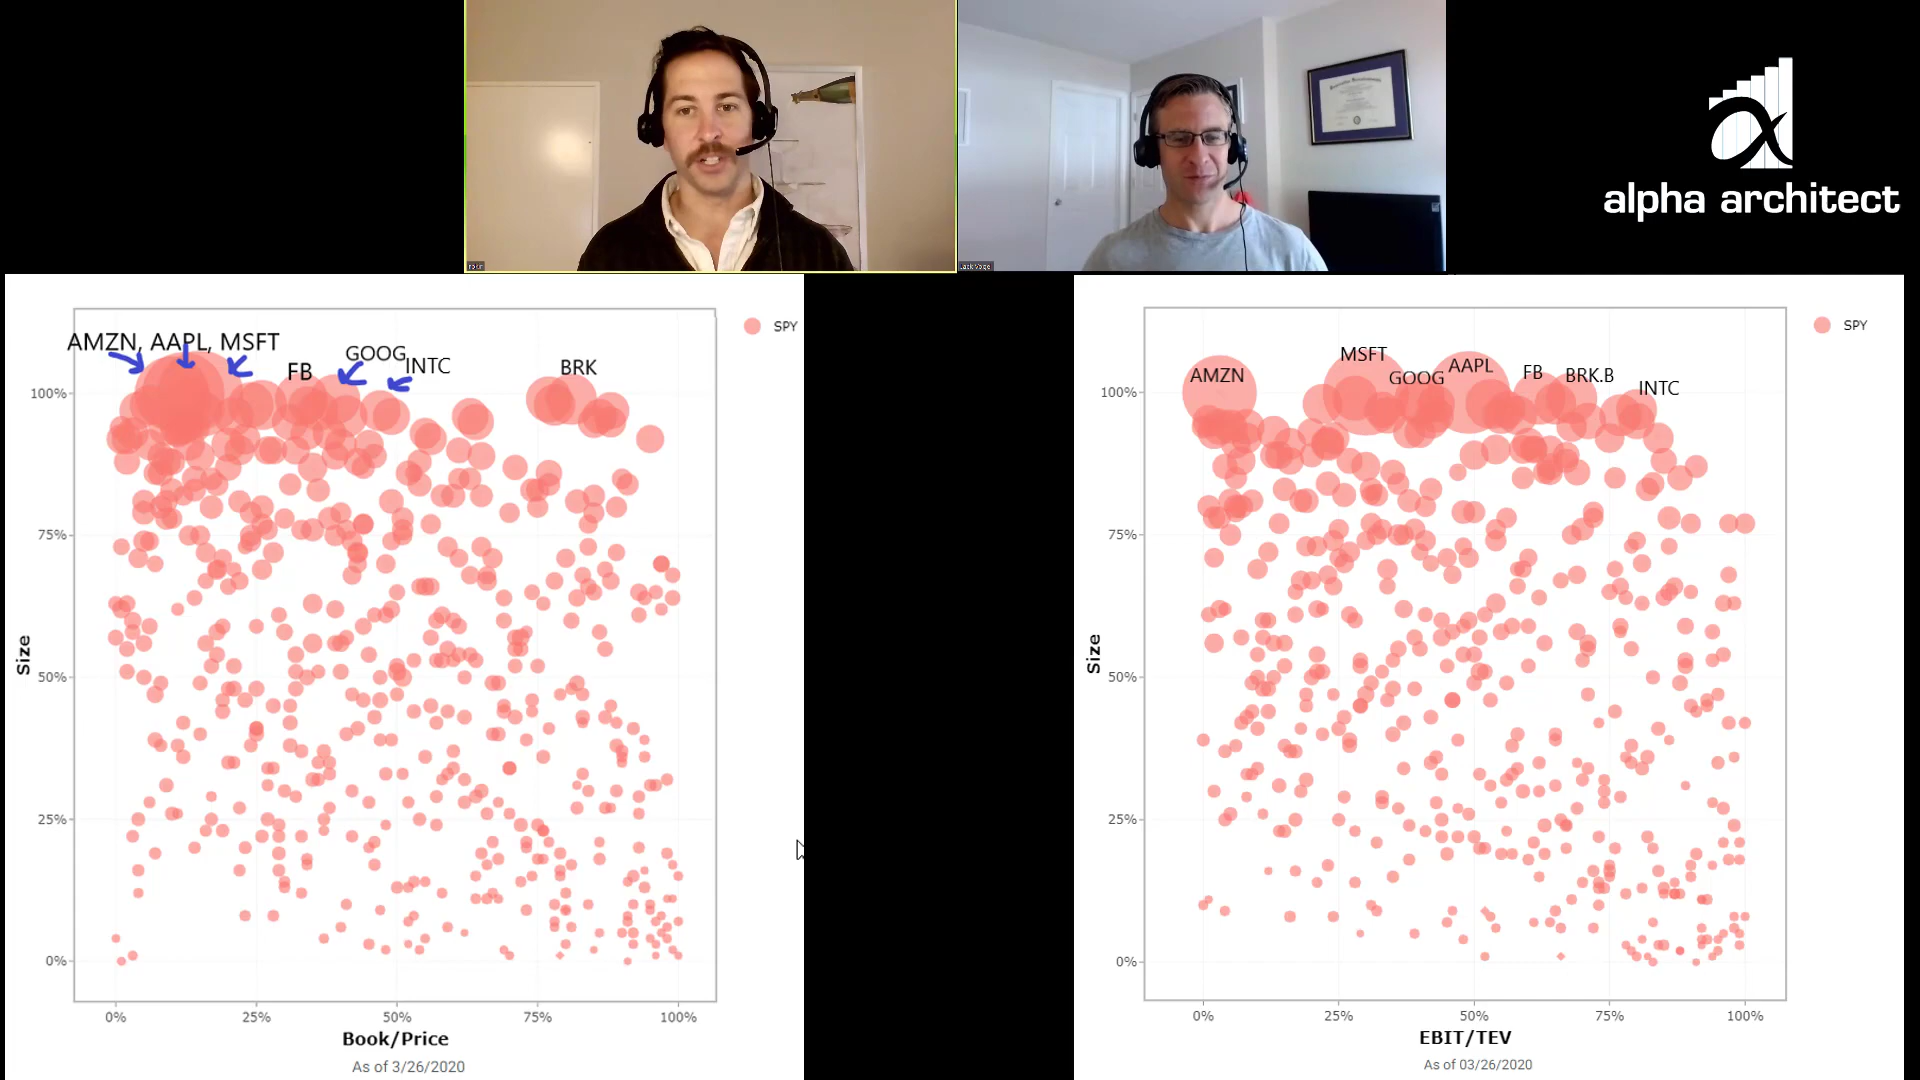 alpha architect
AMZN, AAPL, MSFT
FB
GOOG
INTC
BRK
SPY
100%
75%
50%
25%
0%
Size
0%
25%
50%
75%
100%
Book/Price
As of 3/26/2020
AMZN
MSFT
GOOG
AAPL
FB
BRK.B
INTC
SPY
100%
75%
50%
25%
0%
Size
0%
25%
50%
75%
100%
EBIT/TEV
As of 03/26/2020